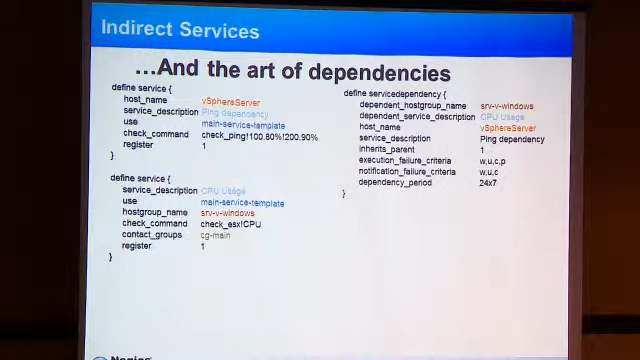 Indirect Services
...And the art of dependencies
define service {
host_name vSphereServer
service_description Ping dependency
use main-service-template
check_command check_ping!100.80%!200.90%
register 1
}
define service {
service_description CPU Usage
use main-service-template
hostgroup_name srv-v-windows
check_command check_esx!CPU
contact_groups cg-main
register 1
}
define servicedependency {
dependent_hostgroup_name srv-v-windows
dependent_service_description CPU Usage
host_name vSphereServer
service_description Ping dependency
inherits_parent 1
execution_failure_criteria w,u,c,p
notification_failure_criteria w,u,c
dependency_period 24x7
}
Nagios